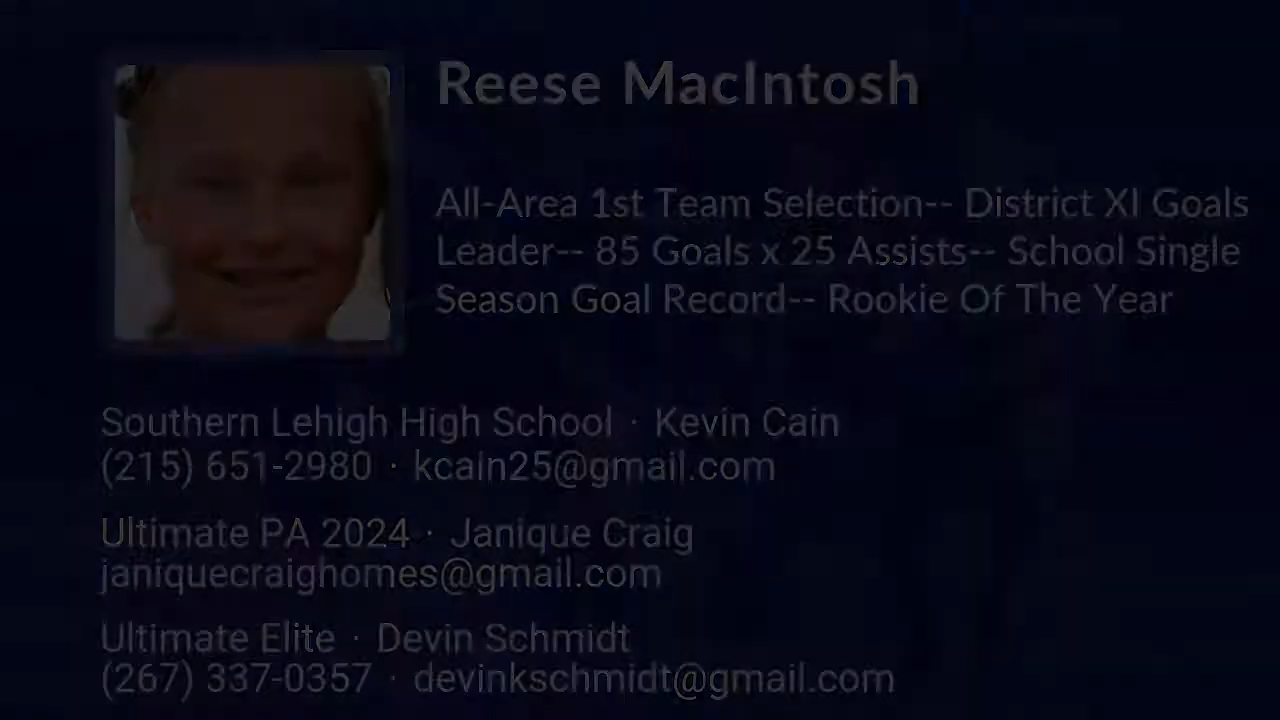 Reese MacIntosh
All-Area 1st Team Selection-- District XI Goals
Leader-- 85 Goals x 25 Assists-- School Single
Season Goal Record-- Rookie Of The Year
Southern Lehigh High School · Kevin Cain
(215) 651-2980 · kcain25@gmail.com
Ultimate PA 2024 · Janique Craig
janiquecraighomes@gmail.com
Ultimate Elite · Devin Schmidt
(267) 337-0357 · devinkschmidt@gmail.com